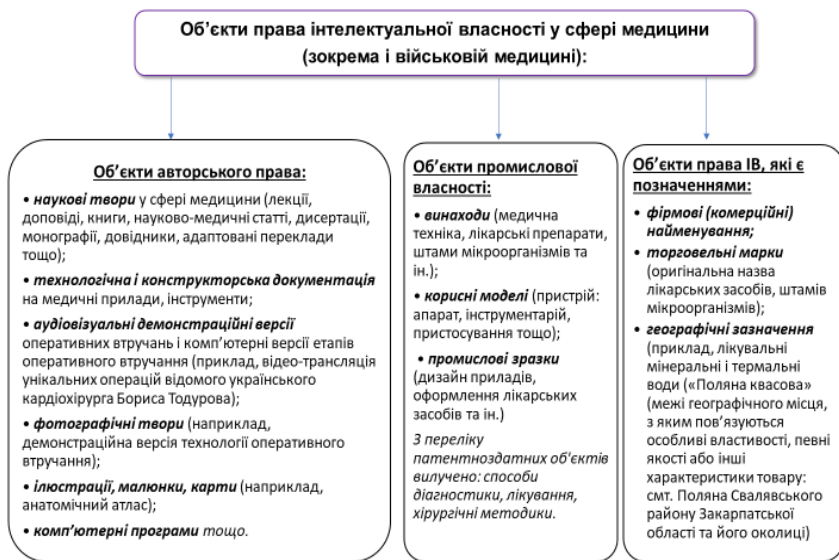 Об’єкти права інтелектуальної власності у сфері медицини
(зокрема і військовій медицині):
Об’єкти авторського права:
• наукові твори у сфері медицини (лекції,
доповіді, книги, науково-медичні статті, дисертації,
монографії, довідники, адаптовані переклади
тощо);
• технологічна і конструкторська документація
на медичні прилади, інструменти;
• аудіовізуальні демонстраційні версії
оперативних втручань і комп’ютерні версії етапів
оперативного втручання (приклад, відео-трансляція
унікальних операцій відомого українського
кардіохірурга Бориса Тодурова);
• фотографічні твори (наприклад,
демонстраційна версія технології оперативного
втручання);
• ілюстрації, малюнки, карти (наприклад,
анатомічний атлас);
• комп’ютерні програми тощо.
Об’єкти промислової
власності:
• винаходи (медична
техніка, лікарські препарати,
штами мікроорганізмів та
ін.);
• корисні моделі (пристрій:
апарат, інструментарій,
пристосування тощо);
• промислові зразки
(дизайн приладів,
оформлення лікарських
засобів та ін.)
З переліку
патентноздатних об'єктів
вилучено: способи
діагностики, лікування,
хірургічні методики.
Об’єкти права ІВ, які є
позначеннями:
• фірмові (комерційні)
найменування;
• торговельні марки
(оригінальна назва
лікарських засобів, штамів
мікроорганізмів);
• географічні зазначення
(приклад, лікувальні
мінеральні і термальні
води («Поляна квасова»
(межі географічного місця,
з яким пов’язуються
особливі властивості, певні
якості або інші
характеристики товару:
смт. Поляна Свалявського
району Закарпатської
області та його околиці)